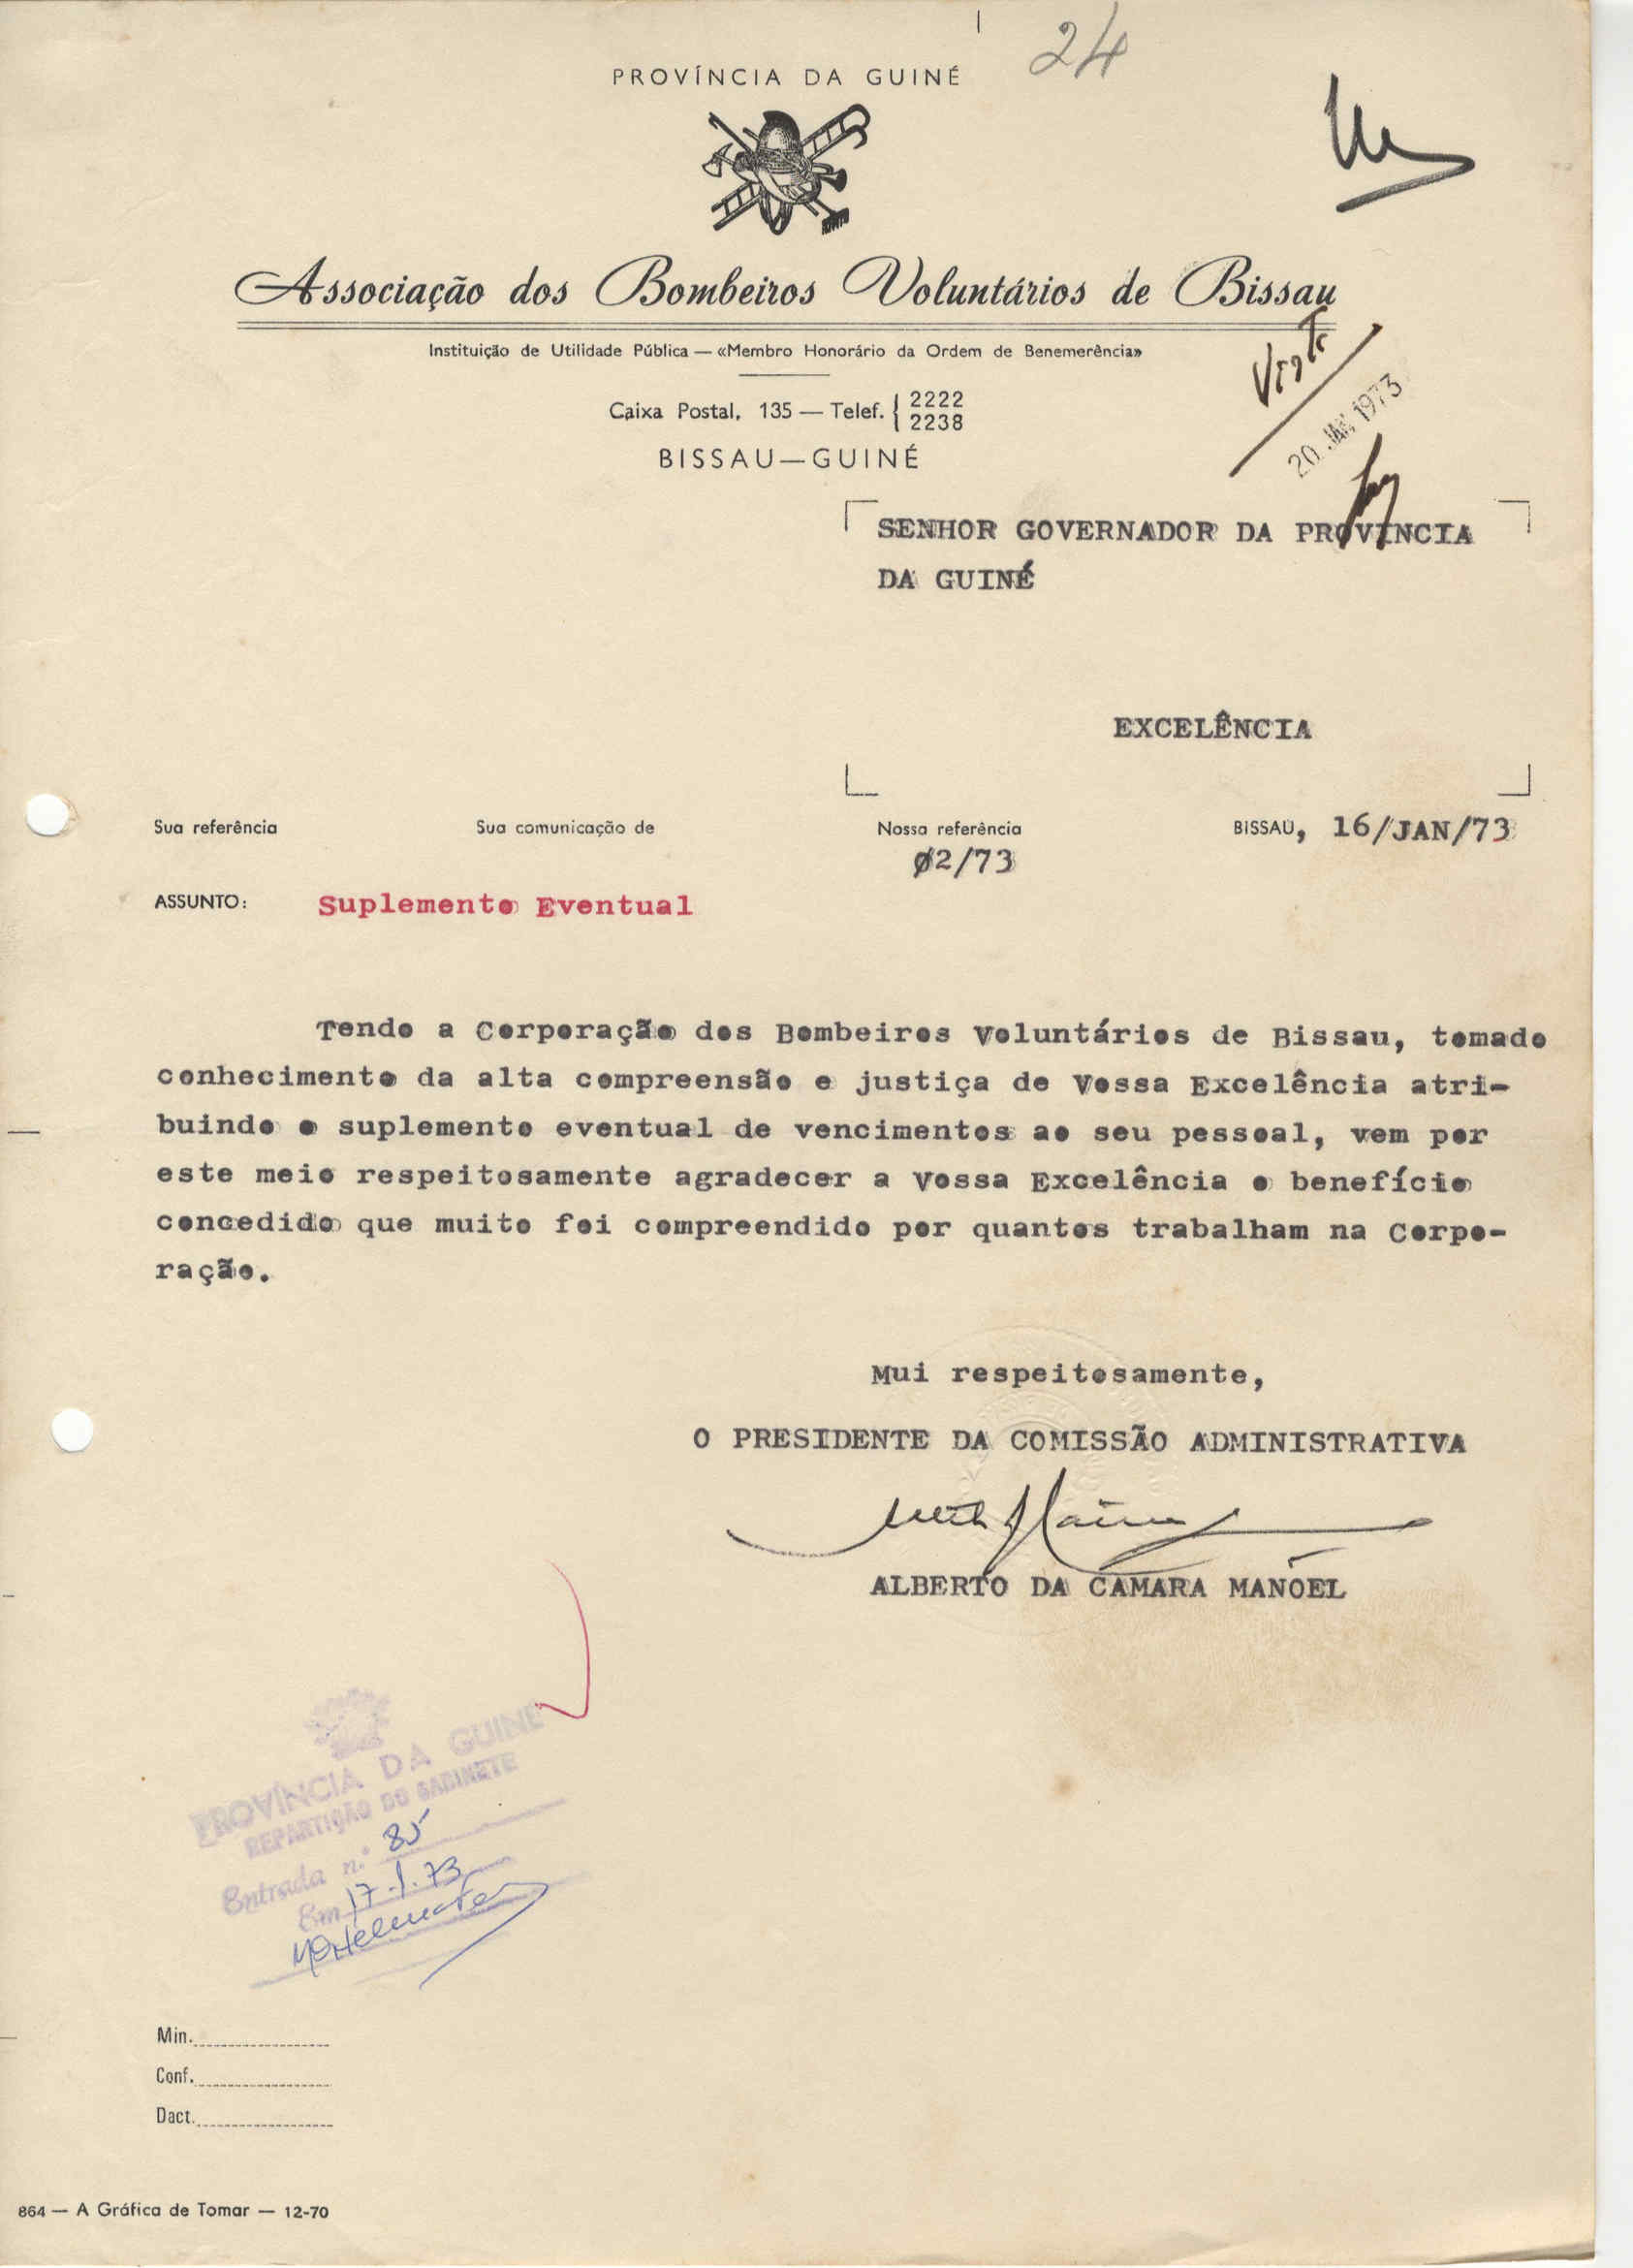 24
PROVÍNCIA DA GUINÉ
Associação dos Bombeiros Voluntários de Bissau
Instituição de Utilidade Pública — «Membro Honorário da Ordem de Benemerência»
Caixa Postal, 135 — Telef. { 2222
2238
BISSAU—GUINÉ
Visto
20 JAN. 1973
SENHOR GOVERNADOR DA PROVÍNCIA
DA GUINÉ
EXCELÊNCIA
Sua referência Sua comunicação de Nossa referência BISSAU, 16/JAN/73
02/73
ASSUNTO: Suplemento Eventual
Tendo a Corporação dos Bombeiros Voluntários de Bissau, tomado
conhecimento da alta compreensão e justiça de Vossa Excelência atri-
buindo o suplemento eventual de vencimentos ao seu pessoal, vem por
este meio respeitosamente agradecer a Vossa Excelência o benefício
concedido que muito foi compreendido por quantos trabalham na Corpo-
ração.
Mui respeitosamente,
O PRESIDENTE DA COMISSÃO ADMINISTRATIVA
ALBERTO DA CAMARA MANOEL
PROVÍNCIA DA GUINÉ
REPARTIÇÃO DO GABINETE
Entrada n.º 85
Em 17.1.73
Min.
Conf.
Dact.
864 — A Gráfica de Tomar — 12-70